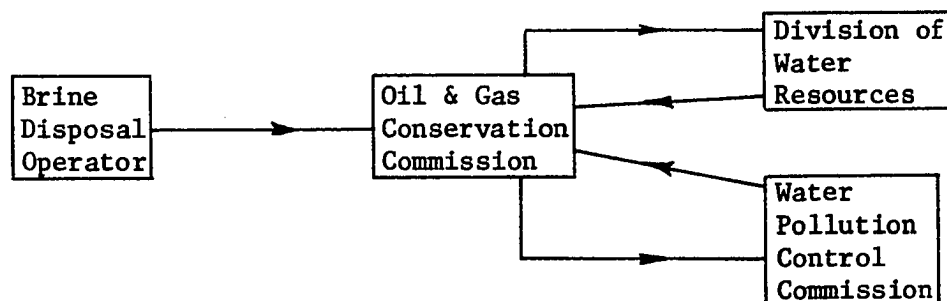 Brine
Disposal
Operator
Oil & Gas
Conservation
Commission
Division of
Water
Resources
Water
Pollution
Control
Commission